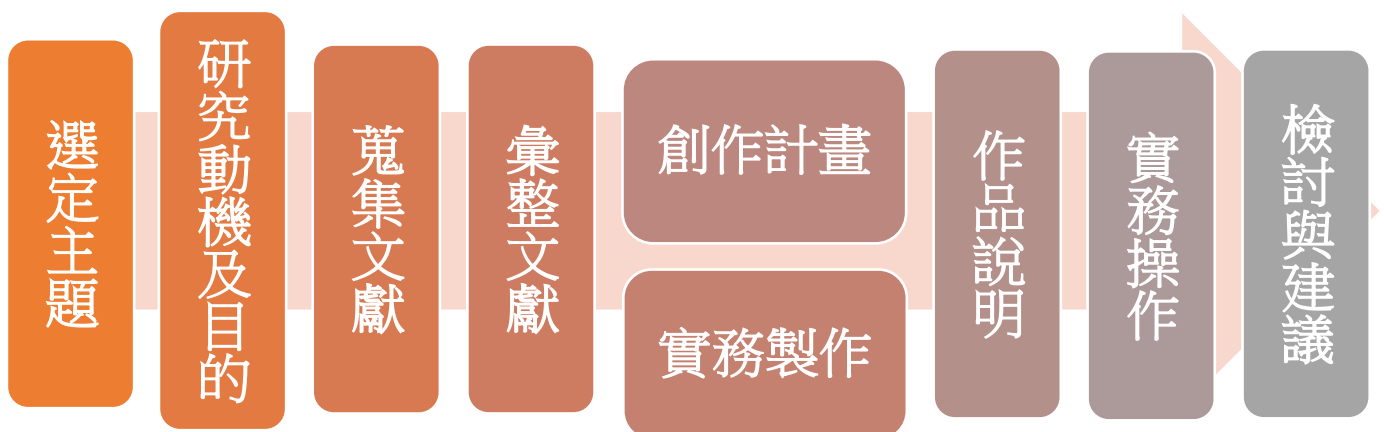 選定主題
研究動機及目的
蒐集文獻
彙整文獻
創作計畫
實務製作
作品說明
實務操作
檢討與建議